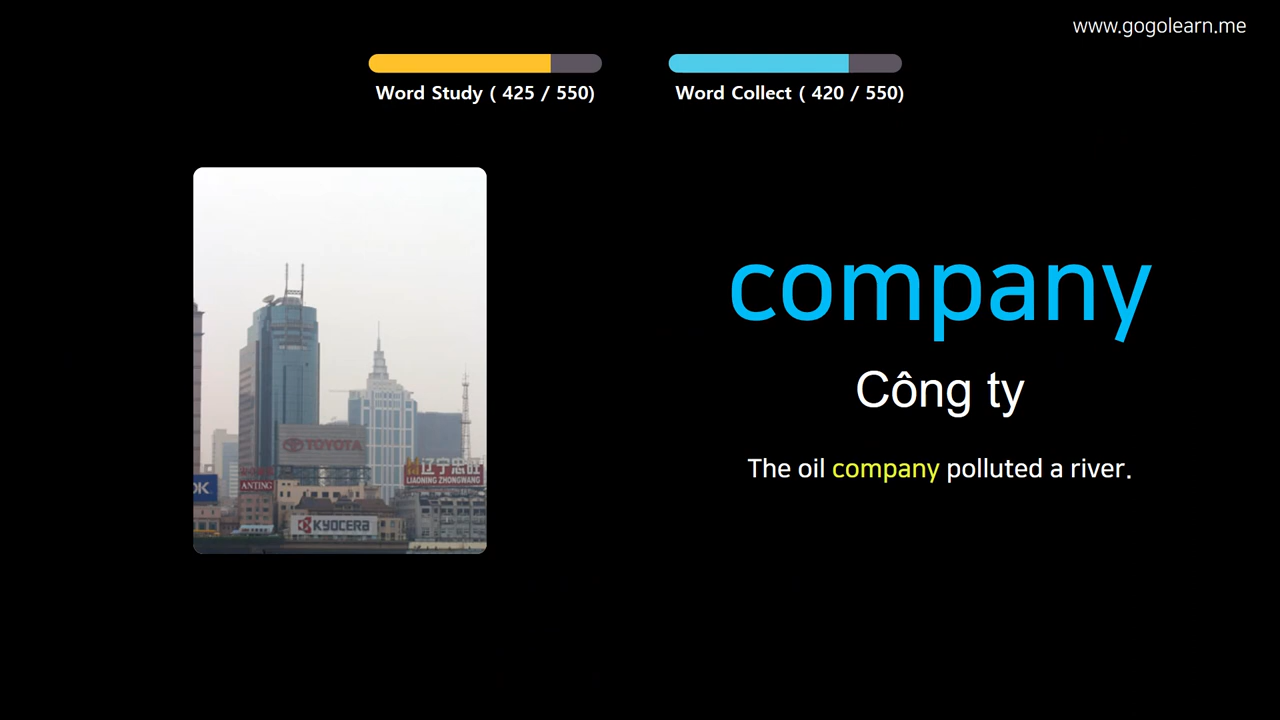 www.gogolearn.me
Word Study ( 425 / 550)
Word Collect ( 420 / 550)
company
Công ty
The oil company polluted a river.
TOYOTA
辽宁忠旺
LIAONING ZHONGWANG
OK
ANTING
KYOCERA